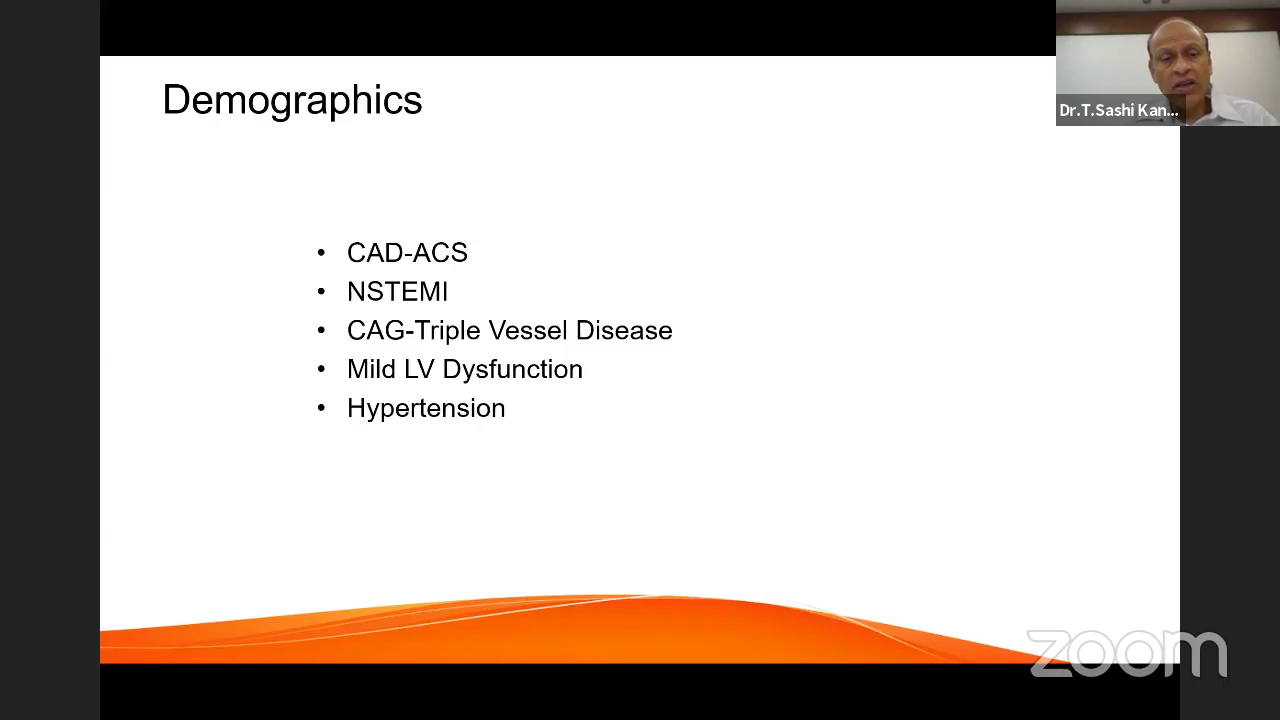 Demographics
Dr.T.Sashi Kan...
• CAD-ACS
• NSTEMI
• CAG-Triple Vessel Disease
• Mild LV Dysfunction
• Hypertension
zoom